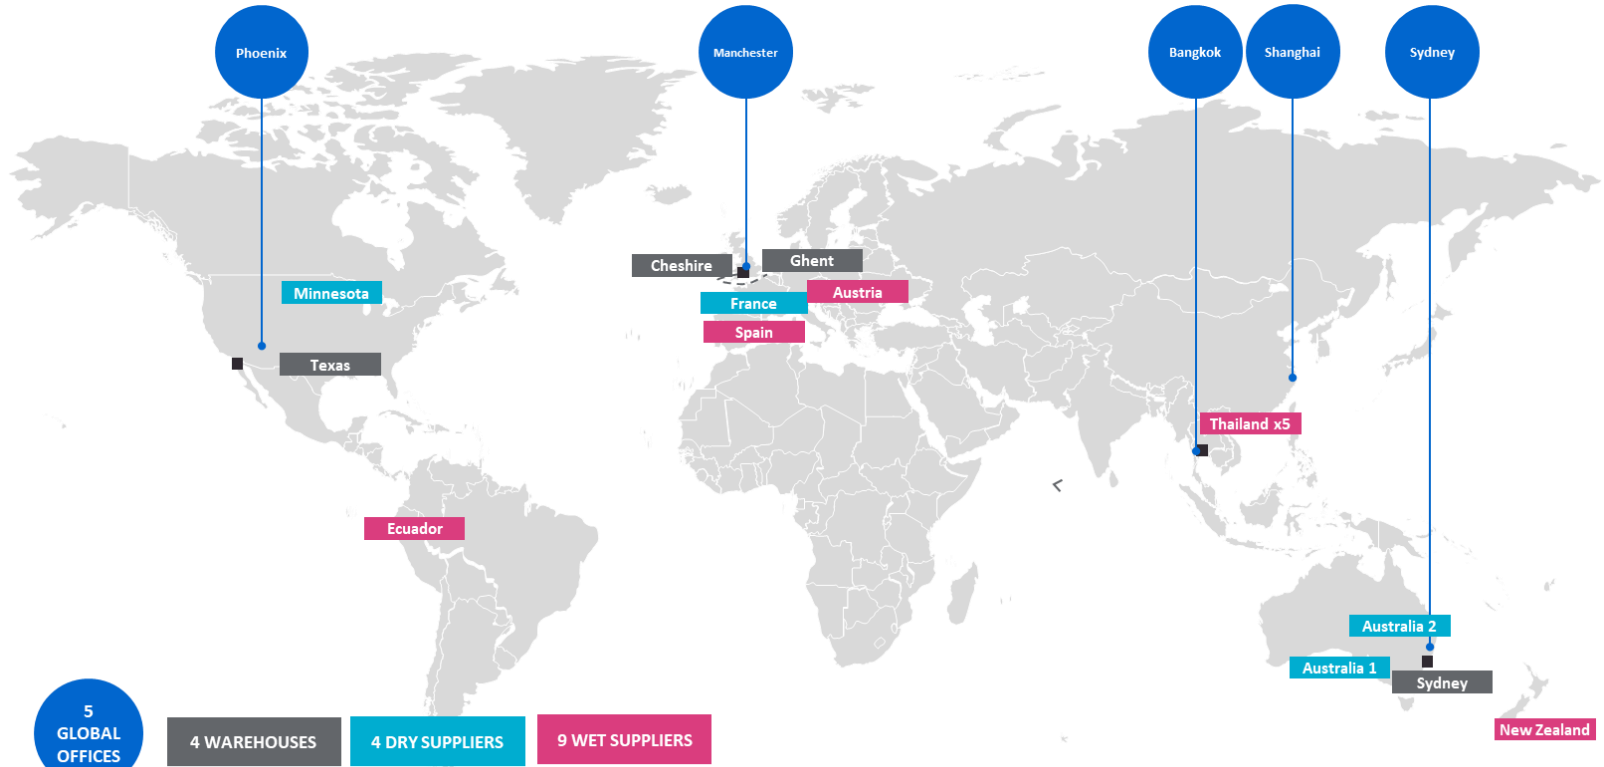 Phoenix
Manchester
Bangkok
Shanghai
Sydney
Cheshire
Ghent
Minnesota
Austria
France
Spain
Texas
Thailand x5
Ecuador
Australia 2
Australia 1
Sydney
New Zealand
5
GLOBAL
OFFICES
4 WAREHOUSES
4 DRY SUPPLIERS
9 WET SUPPLIERS